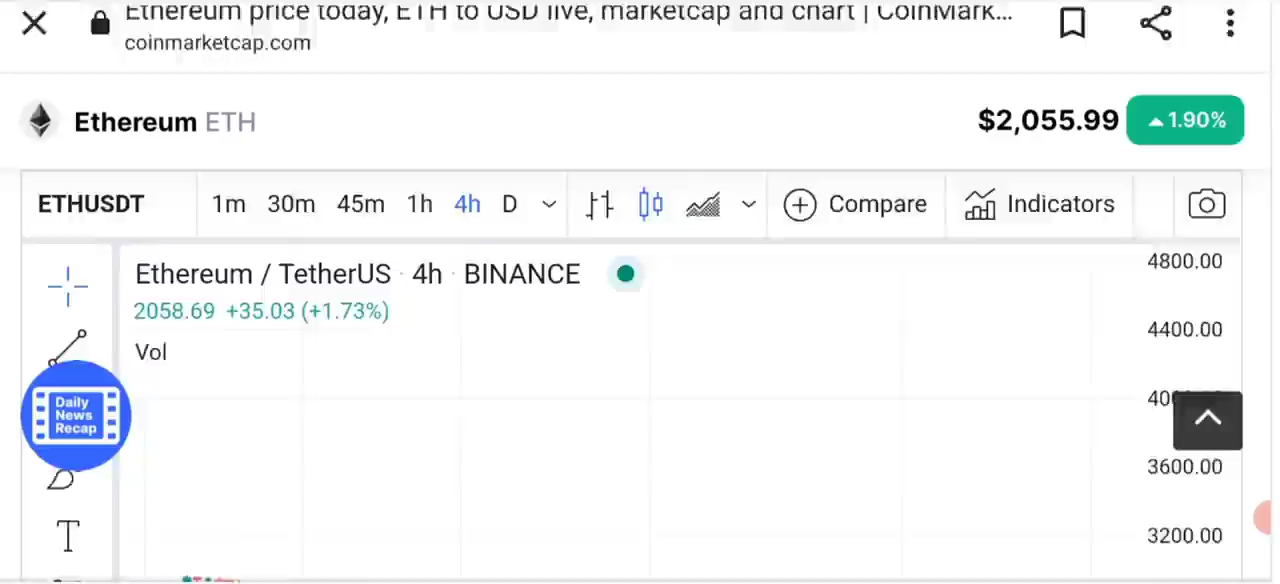 Ethereum price today, ETH to USD live, marketcap and chart | CoinMark...
coinmarketcap.com
Ethereum ETH
$2,055.99 1.90%
ETHUSDT 1m 30m 45m 1h 4h D Compare Indicators
Ethereum / TetherUS · 4h · BINANCE
2058.69 +35.03 (+1.73%)
Vol
4800.00
4400.00
Daily
News
Recap
3600.00
T
3200.00